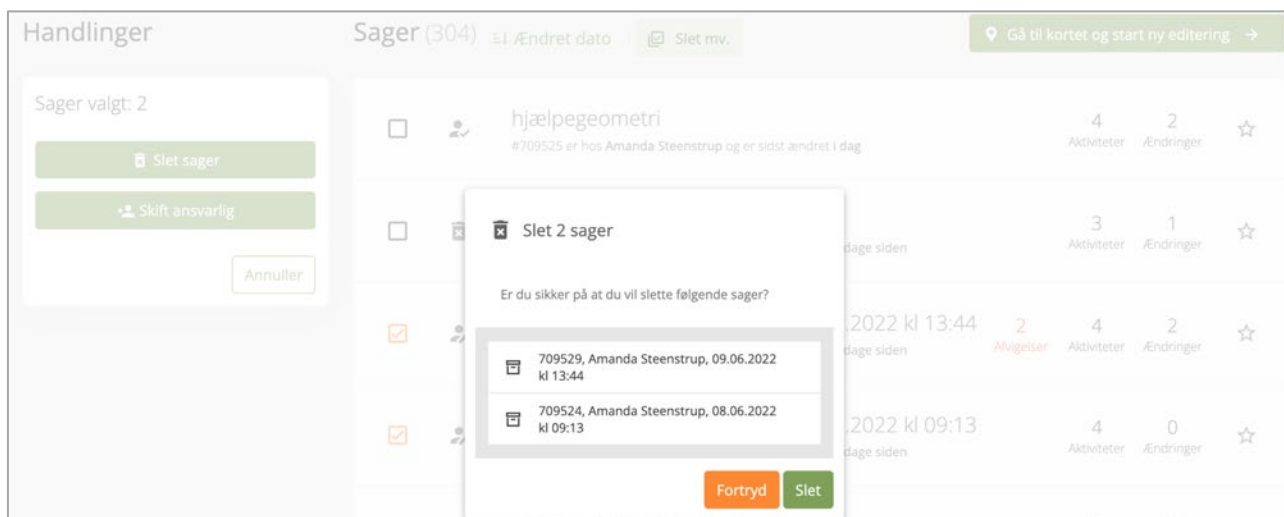 Handlinger
Sager (304)
Ændret dato
Slet mv.
Gå til kortet og start ny editering →
Sager valgt: 2
Slet sager
Skift ansvarlig
Annuller
hjælpegeometri
#709525 er hos Amanda Steenstrup og er sidst ændret i dag
4 2
Aktiviteter Ændringer
dage siden
3 1
Aktiviteter Ændringer
.2022 kl 13:44
dage siden
2 4 2
Afvigelser Aktiviteter Ændringer
.2022 kl 09:13
dage siden
4 0
Aktiviteter Ændringer
Slet 2 sager
Er du sikker på at du vil slette følgende sager?
709529, Amanda Steenstrup, 09.06.2022
kl 13:44
709524, Amanda Steenstrup, 08.06.2022
kl 09:13
Fortryd
Slet